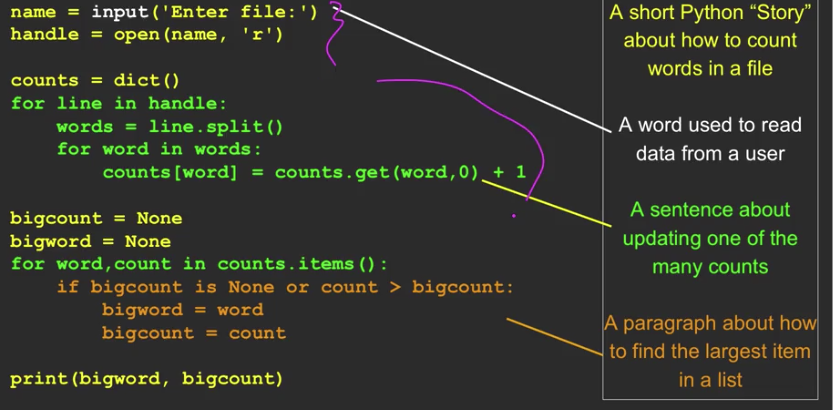 name = input('Enter file:')
handle = open(name, 'r')
counts = dict()
for line in handle:
    words = line.split()
    for word in words:
        counts[word] = counts.get(word,0) + 1
bigcount = None
bigword = None
for word,count in counts.items():
    if bigcount is None or count > bigcount:
        bigword = word
        bigcount = count
print(bigword, bigcount)
A short Python “Story”
about how to count
words in a file
A word used to read
data from a user
A sentence about
updating one of the
many counts
A paragraph about how
to find the largest item
in a list